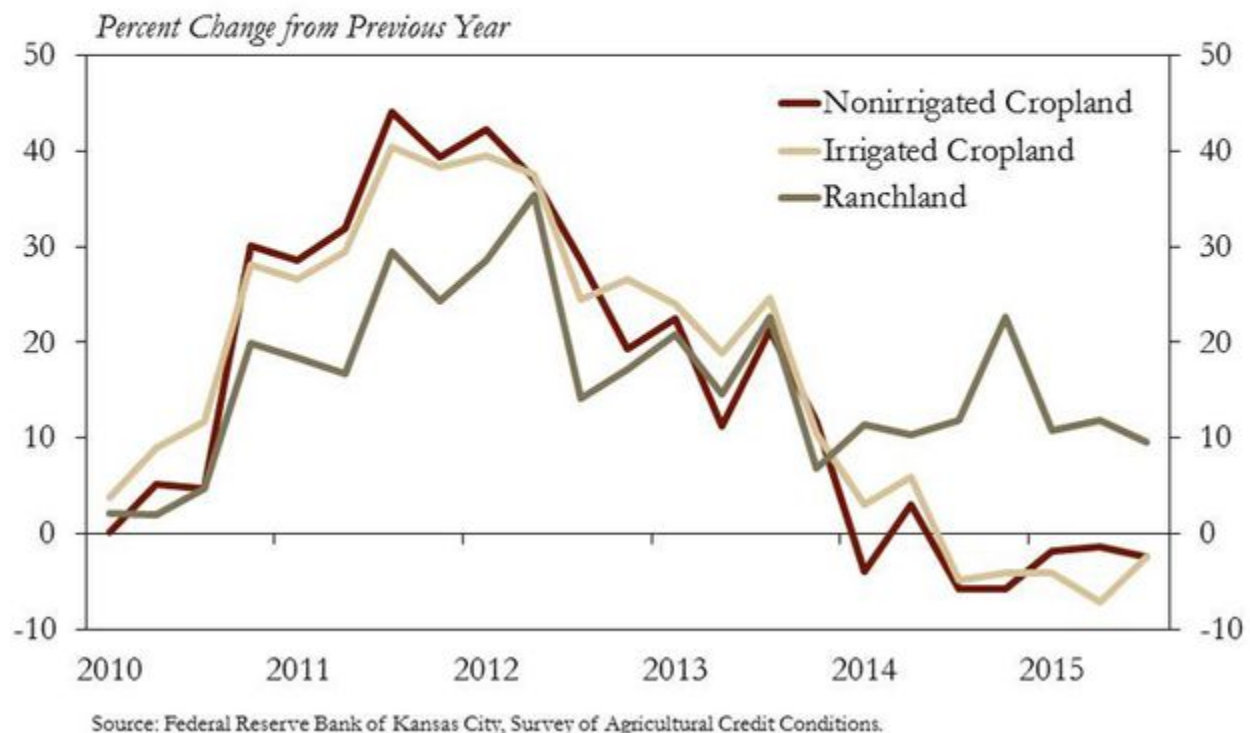 Percent Change from Previous Year
50 50
Nonirrigated Cropland
40 Irrigated Cropland 40
Ranchland
30 30
20 20
10 10
0 0
-10 -10
2010 2011 2012 2013 2014 2015
Source: Federal Reserve Bank of Kansas City, Survey of Agricultural Credit Conditions.